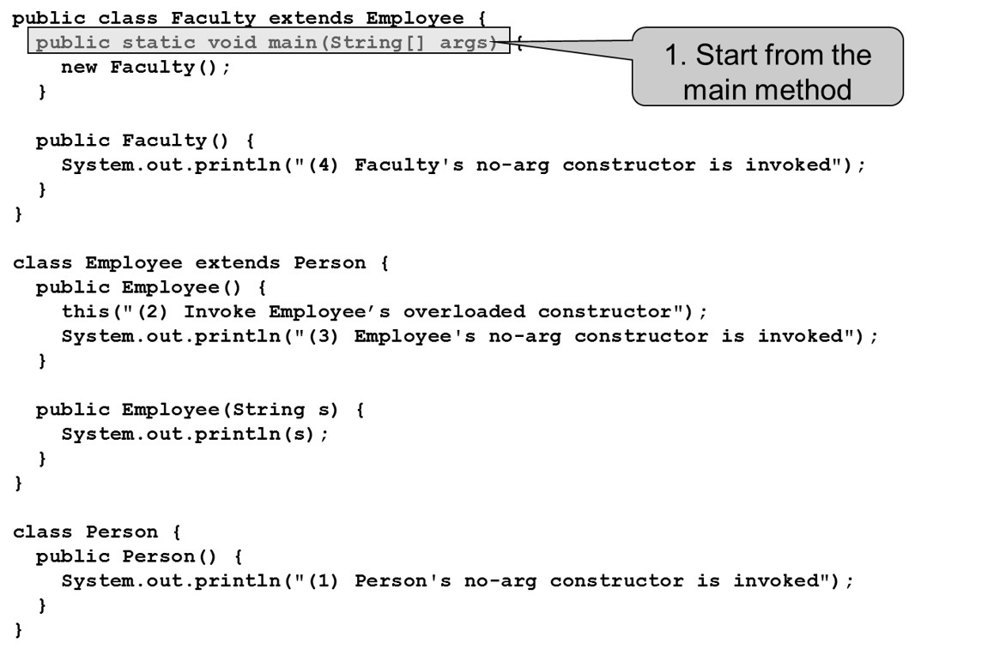 public class Faculty extends Employee {
public static void main(String[] args) {
new Faculty();
}
public Faculty() {
System.out.println("(4) Faculty's no-arg constructor is invoked");
}
}
class Employee extends Person {
public Employee() {
this("(2) Invoke Employee’s overloaded constructor");
System.out.println("(3) Employee's no-arg constructor is invoked");
}
public Employee(String s) {
System.out.println(s);
}
}
class Person {
public Person() {
System.out.println("(1) Person's no-arg constructor is invoked");
}
}
1. Start from the
main method